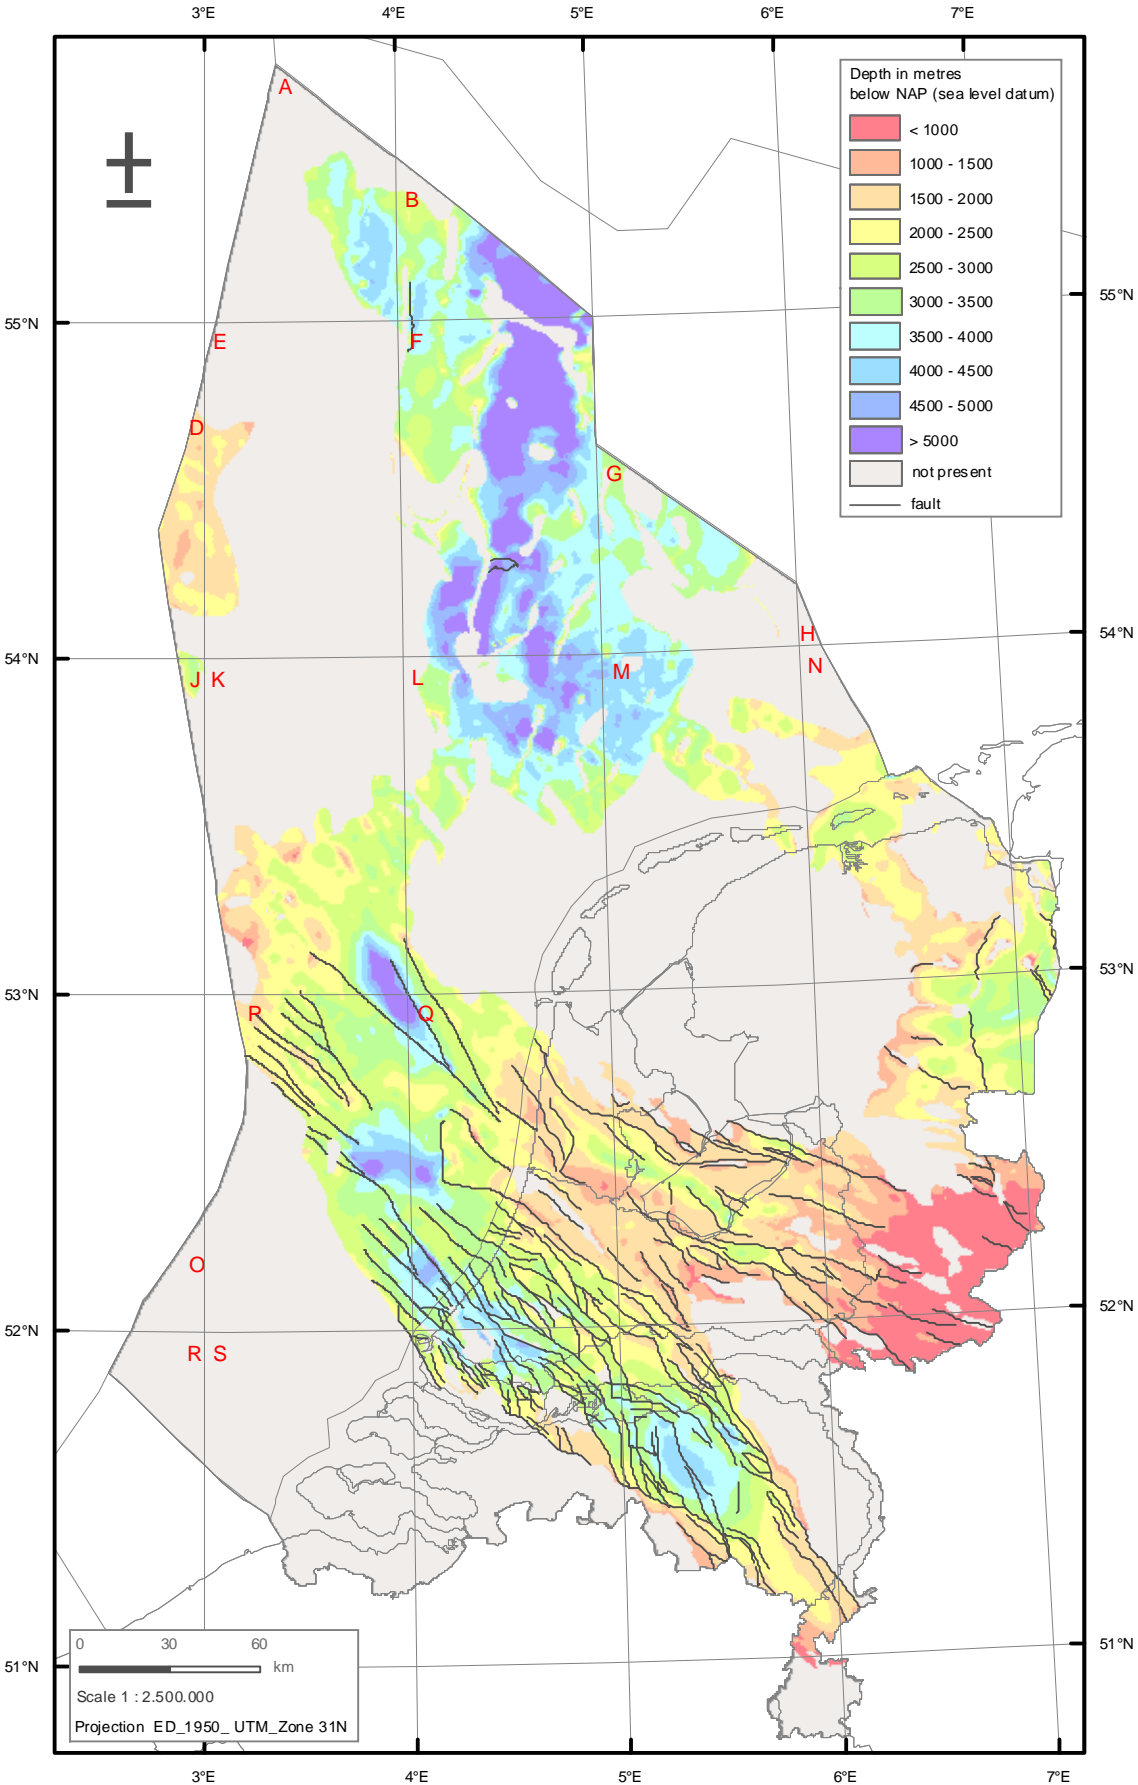 3°E 4°E 5°E 6°E 7°E
Depth in metres
below NAP (sea level datum)
< 1000
1000 - 1500
1500 - 2000
2000 - 2500
2500 - 3000
3000 - 3500
3500 - 4000
4000 - 4500
4500 - 5000
> 5000
not present
fault
A
B
55°N
55°N
E
F
D
G
54°N
54°N
H
J K L M N
53°N
53°N
P
Q
O
52°N
52°N
R S
51°N
51°N
0 30 60
km
Scale 1 : 2.500.000
Projection ED_1950_ UTM_Zone 31N
3°E 4°E 5°E 6°E 7°E